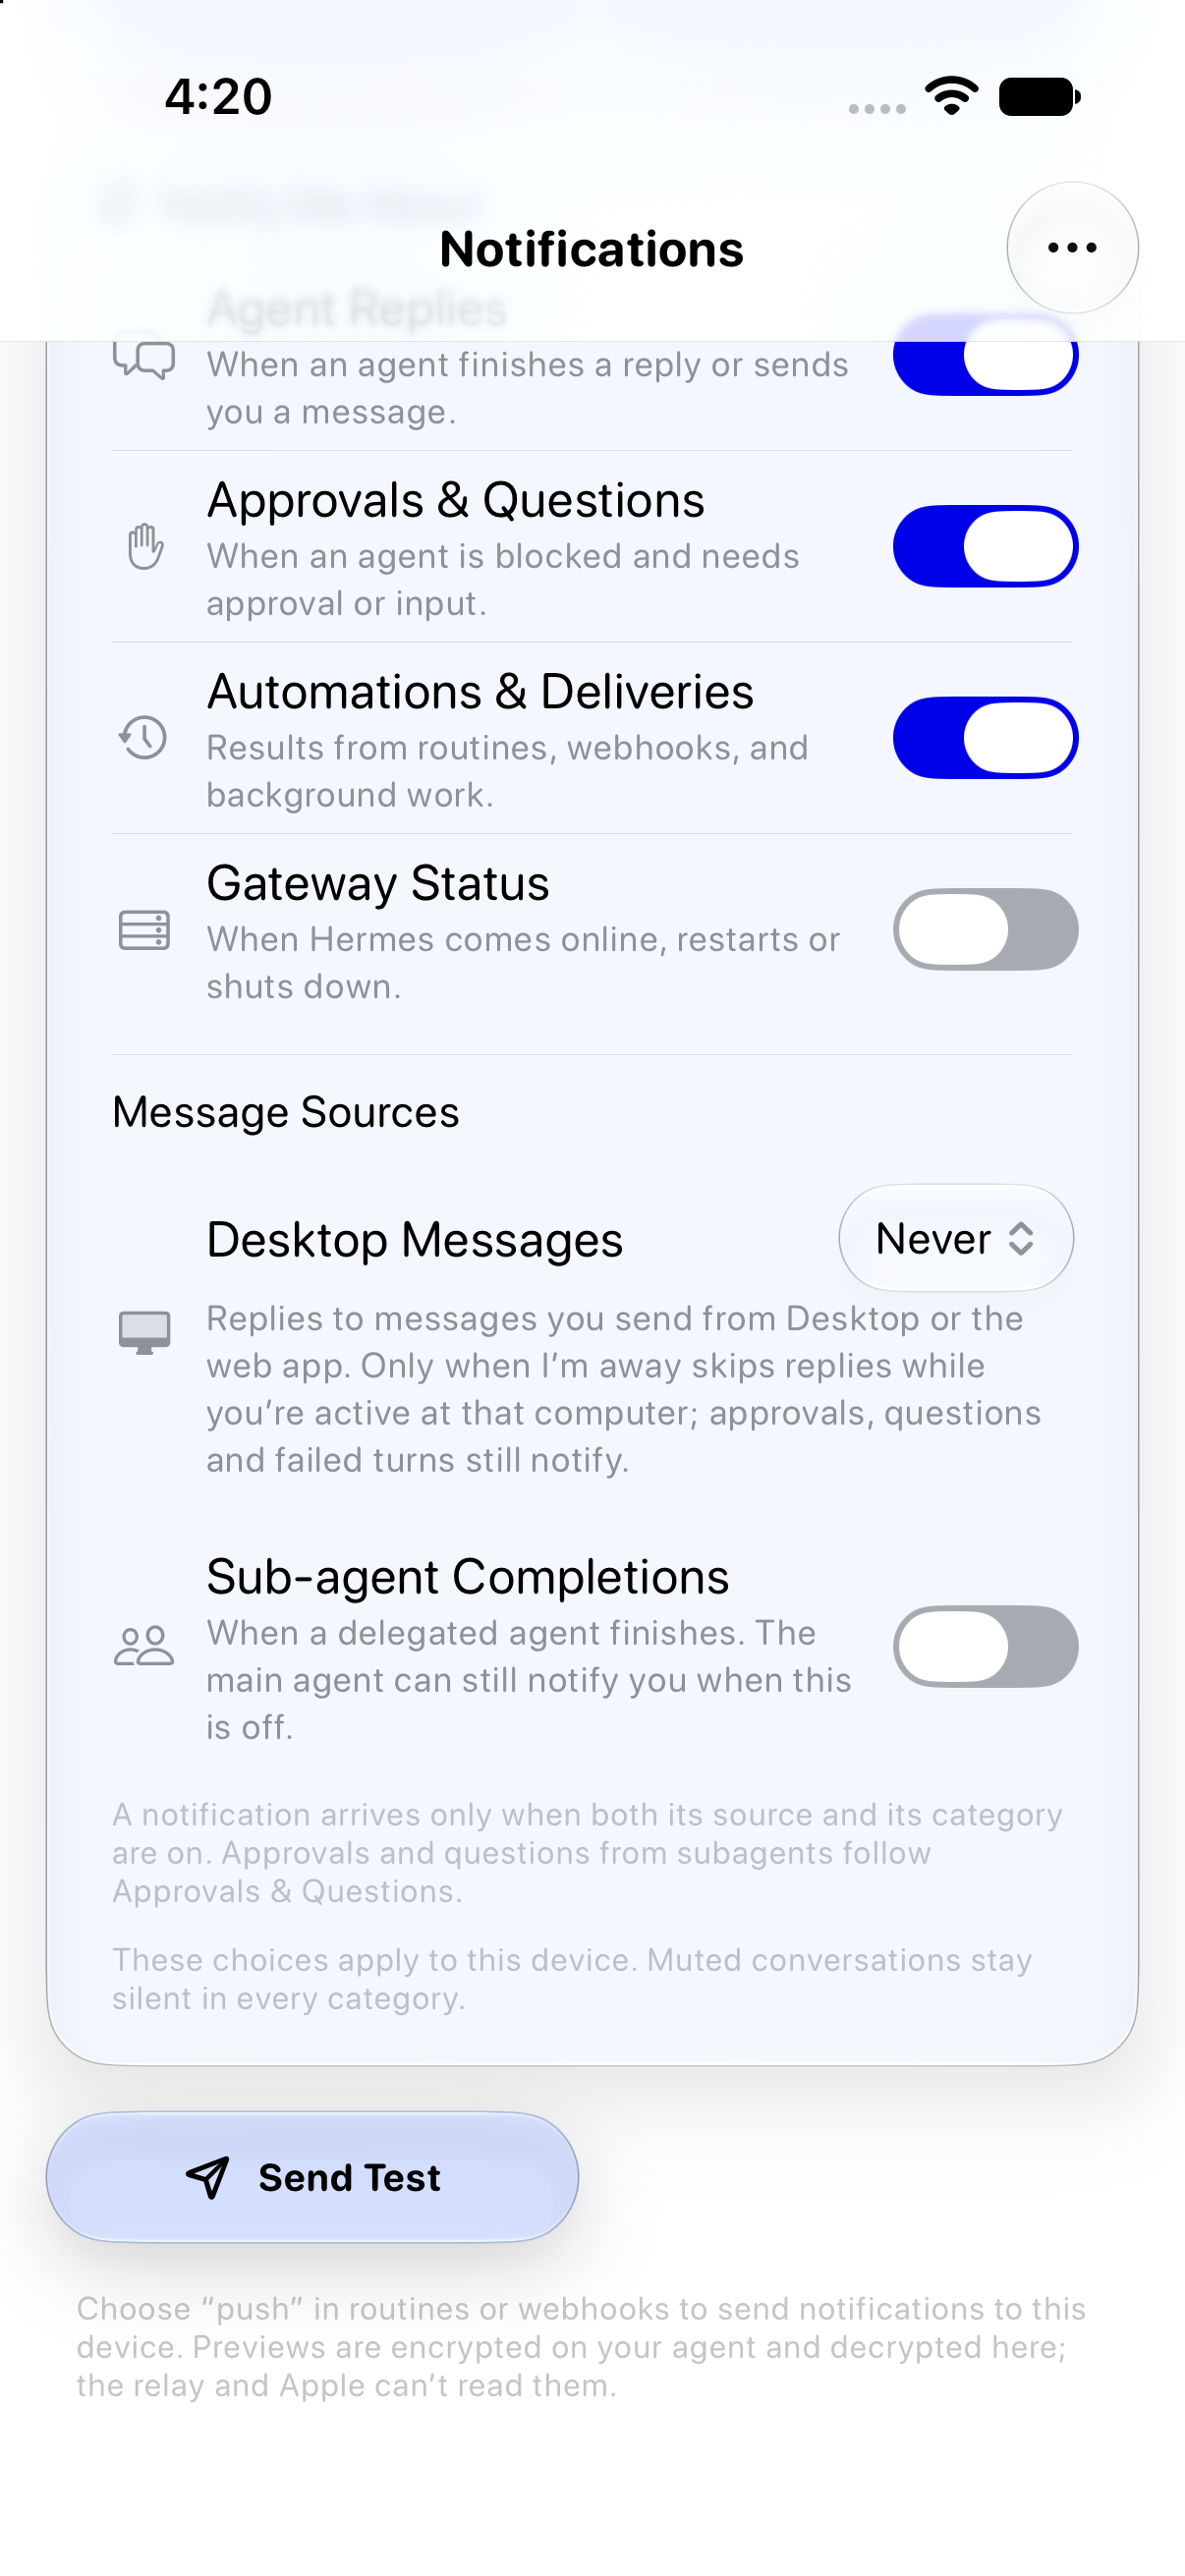 4:20
Notify Me About
Notifications
Agent Replies
When an agent finishes a reply or sends
you a message.
Approvals & Questions
When an agent is blocked and needs
approval or input.
Automations & Deliveries
Results from routines, webhooks, and
background work.
Gateway Status
When Hermes comes online, restarts or
shuts down.
Message Sources
Desktop Messages
Never
Replies to messages you send from Desktop or the
web app. Only when I’m away skips replies while
you’re active at that computer; approvals, questions
and failed turns still notify.
Sub-agent Completions
When a delegated agent finishes. The
main agent can still notify you when this
is off.
A notification arrives only when both its source and its category
are on. Approvals and questions from subagents follow
Approvals & Questions.
These choices apply to this device. Muted conversations stay
silent in every category.
Send Test
Choose “push” in routines or webhooks to send notifications to this
device. Previews are encrypted on your agent and decrypted here;
the relay and Apple can’t read them.